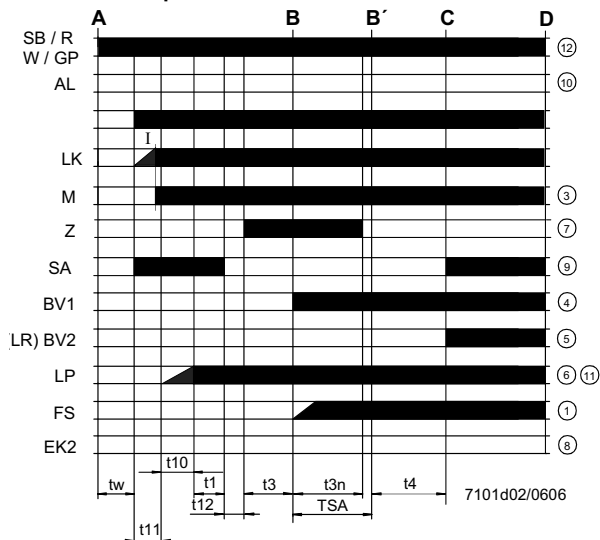 A B B´ C D
SB / R
W / GP ⑫
AL ⑩
I
LK
M ③
Z ⑦
SA ⑨
BV1 ④
(LR) BV2 ⑤
LP ⑥ ⑪
FS ①
EK2 ⑧
t10
tw t1 t3 t3n t4
7101d02/0606
t12 TSA
t11